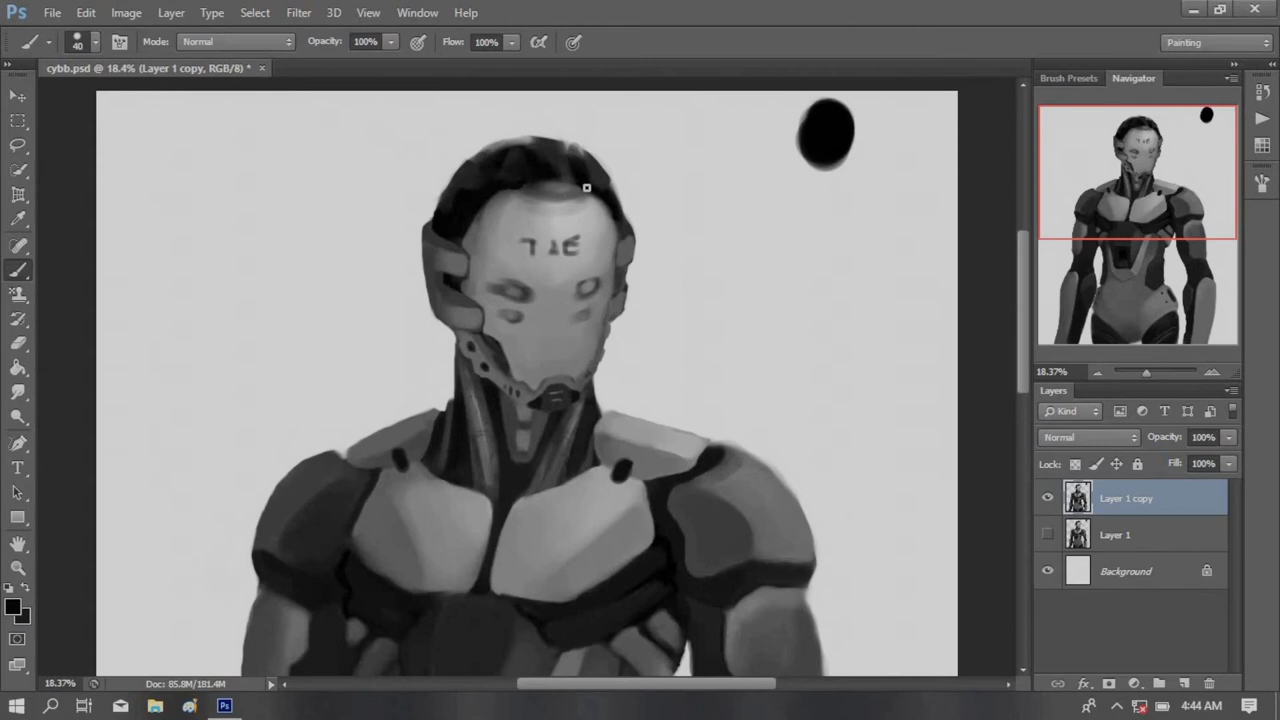 Ps File Edit Image Layer Type Select Filter 3D View Window Help
40 Mode: Normal Opacity: 100% Flow: 100% Painting
cybb.psd @ 18.4% (Layer 1 copy, RGB/8) * ×
Brush Presets Navigator
18.37%
Layers
Kind
Normal Opacity: 100%
Lock: Fill: 100%
Layer 1 copy
Layer 1
Background
18.37% Doc: 85.8M/181.4M
Ps 4:44 AM